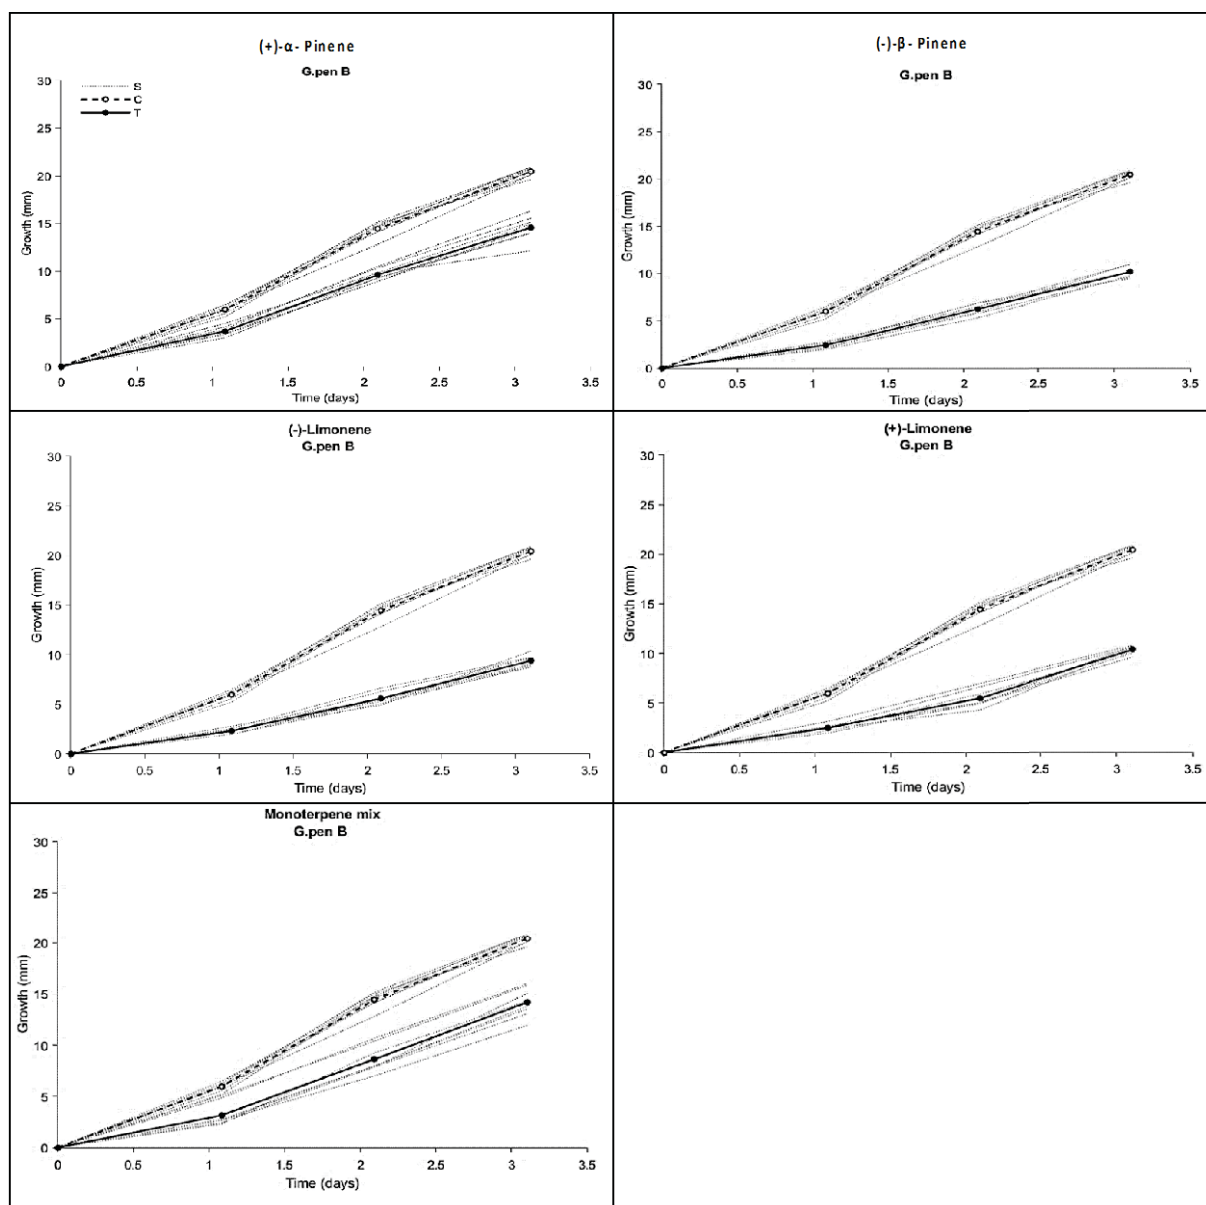 (+)-α- Pinene
G.pen B
S
C
T
30
25
20
15
10
5
0
Growth (mm)
0 0.5 1 1.5 2 2.5 3 3.5
Time (days)
(-)-β- Pinene
G.pen B
30
25
20
15
10
5
0
Growth (mm)
0 0.5 1 1.5 2 2.5 3 3.5
Time (days)
(-)-Limonene
G.pen B
30
25
20
15
10
5
0
Growth (mm)
0 0.5 1 1.5 2 2.5 3 3.5
Time (days)
(+)-Limonene
G.pen B
30
25
20
15
10
5
0
Growth (mm)
0 0.5 1 1.5 2 2.5 3 3.5
Time (days)
Monoterpene mix
G.pen B
30
25
20
15
10
5
0
Growth (mm)
0 0.5 1 1.5 2 2.5 3 3.5
Time (days)